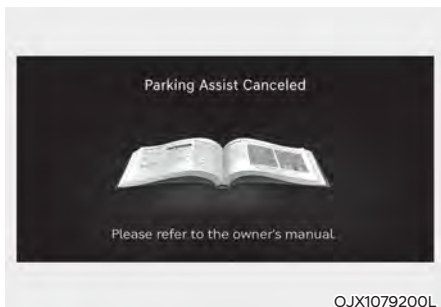 Parking Assist Canceled
Please refer to the owner's manual.
OJX1079200L